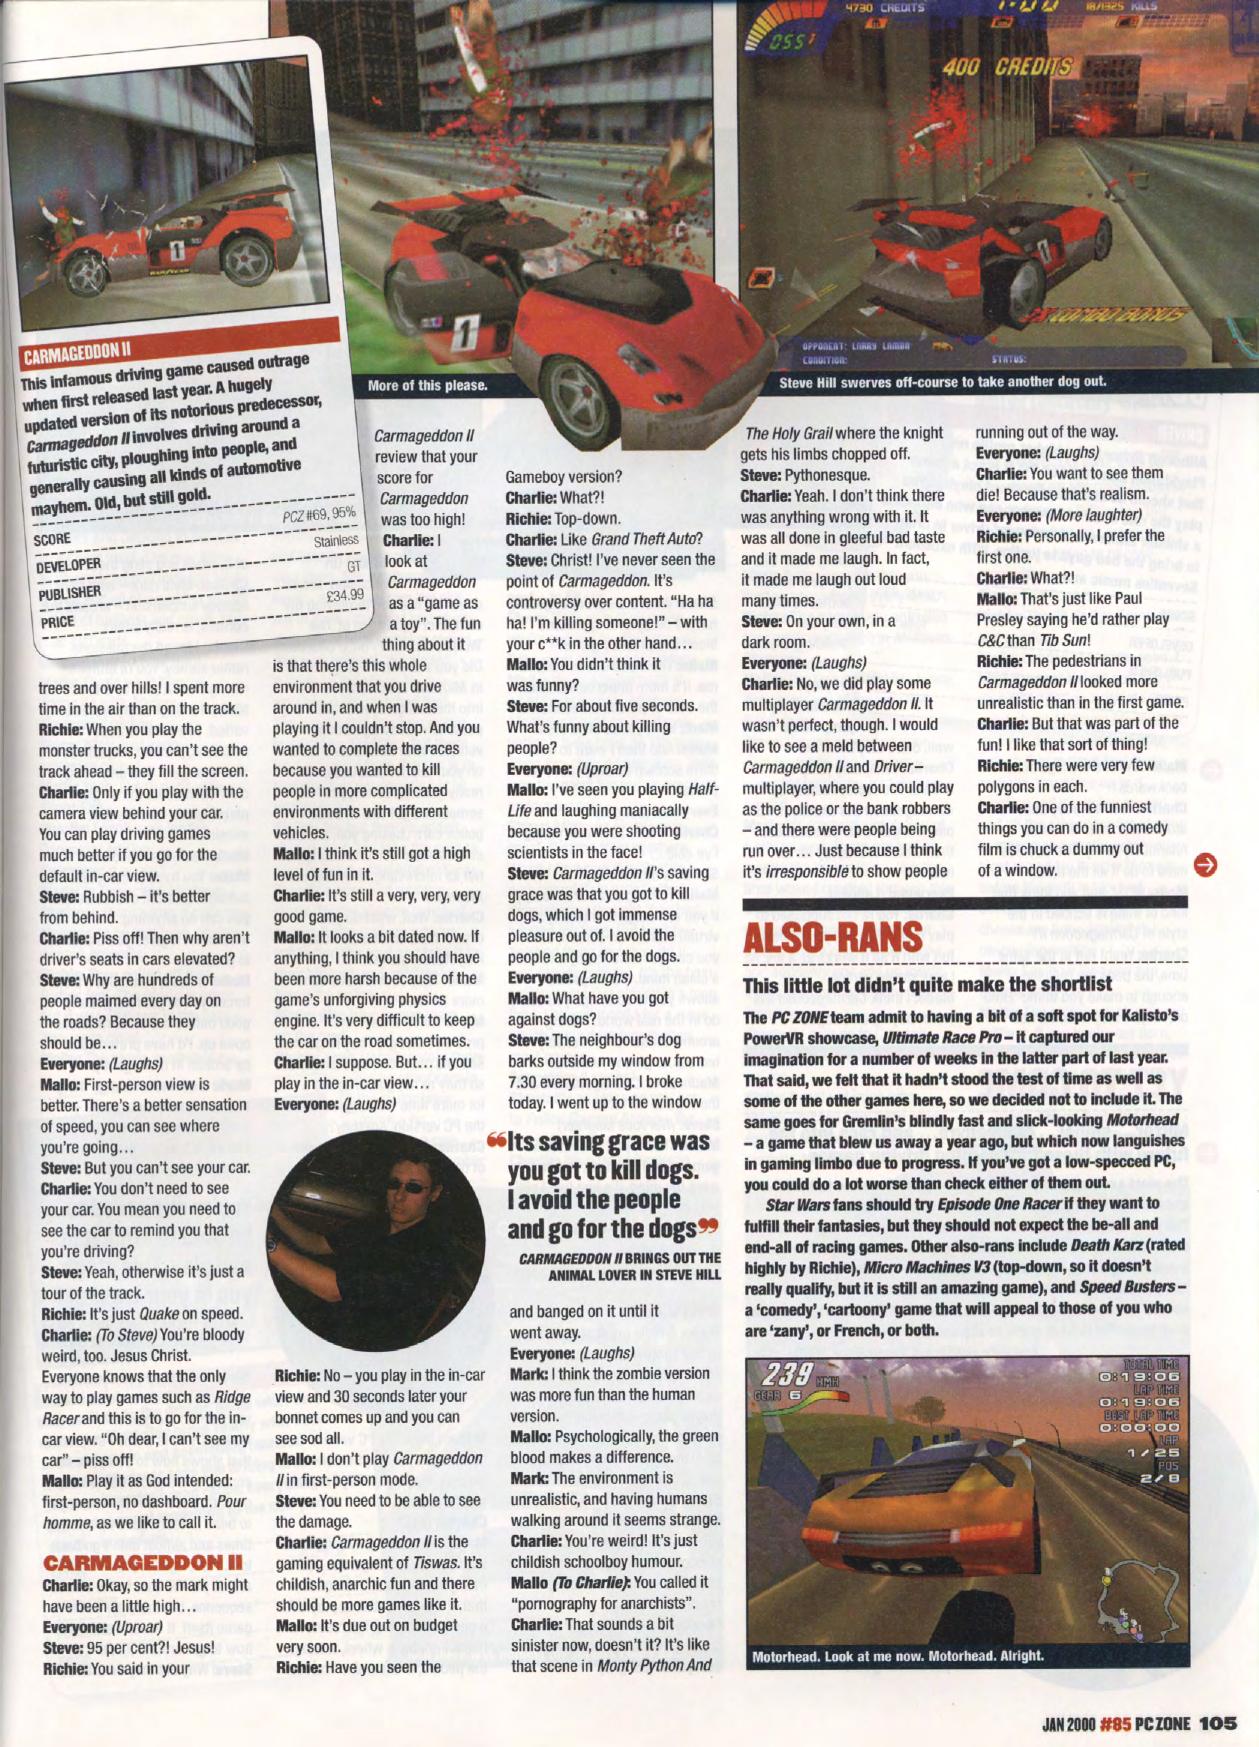 4730 CREDITS
1:00
18/1325 KILLS
055
400 CREDITS
1
1
1
COMBO BONUS
OPPONENT: LARRY LAMBA
CONDITION:
STATUS:
More of this please.
Steve Hill swerves off-course to take another dog out.
CARMAGEDDON II
This infamous driving game caused outrage
when first released last year. A hugely
updated version of its notorious predecessor,
Carmageddon II involves driving around a
futuristic city, ploughing into people, and
generally causing all kinds of automotive
mayhem. Old, but still gold.
SCORE PCZ #69, 95%
DEVELOPER Stainless
PUBLISHER GT
PRICE £34.99
trees and over hills! I spent more
time in the air than on the track.
Richie: When you play the
monster trucks, you can't see the
track ahead – they fill the screen.
Charlie: Only if you play with the
camera view behind your car.
You can play driving games
much better if you go for the
default in-car view.
Steve: Rubbish – it's better
from behind.
Charlie: Piss off! Then why aren't
driver's seats in cars elevated?
Steve: Why are hundreds of
people maimed every day on
the roads? Because they
should be...
Everyone: (Laughs)
Mallo: First-person view is
better. There's a better sensation
of speed, you can see where
you're going...
Steve: But you can't see your car.
Charlie: You don't need to see
your car. You mean you need to
see the car to remind you that
you're driving?
Steve: Yeah, otherwise it's just a
tour of the track.
Richie: It's just Quake on speed.
Charlie: (To Steve) You're bloody
weird, too. Jesus Christ.
Everyone knows that the only
way to play games such as Ridge
Racer and this is to go for the in-
car view. "Oh dear, I can't see my
car" – piss off!
Mallo: Play it as God intended:
first-person, no dashboard. Pour
homme, as we like to call it.
CARMAGEDDON II
Charlie: Okay, so the mark might
have been a little high...
Everyone: (Uproar)
Steve: 95 per cent?! Jesus!
Richie: You said in your
Carmageddon II
review that your
score for
Carmageddon
was too high!
Charlie: I
look at
Carmageddon
as a "game as
a toy". The fun
thing about it
is that there's this whole
environment that you drive
around in, and when I was
playing it I couldn't stop. And you
wanted to complete the races
because you wanted to kill
people in more complicated
environments with different
vehicles.
Mallo: I think it's still got a high
level of fun in it.
Charlie: It's still a very, very, very
good game.
Mallo: It looks a bit dated now. If
anything, I think you should have
been more harsh because of the
game's unforgiving physics
engine. It's very difficult to keep
the car on the road sometimes.
Charlie: I suppose. But... if you
play in the in-car view...
Everyone: (Laughs)
Richie: No – you play in the in-car
view and 30 seconds later your
bonnet comes up and you can
see sod all.
Mallo: I don't play Carmageddon
II in first-person mode.
Steve: You need to be able to see
the damage.
Charlie: Carmageddon II is the
gaming equivalent of Tiswas. It's
childish, anarchic fun and there
should be more games like it.
Mallo: It's due out on budget
very soon.
Richie: Have you seen the
Gameboy version?
Charlie: What?!
Richie: Top-down.
Charlie: Like Grand Theft Auto?
Steve: Christ! I've never seen the
point of Carmageddon. It's
controversy over content. "Ha ha
ha! I'm killing someone!" – with
your c**k in the other hand...
Mallo: You didn't think it
was funny?
Steve: For about five seconds.
What's funny about killing
people?
Everyone: (Uproar)
Mallo: I've seen you playing Half-
Life and laughing maniacally
because you were shooting
scientists in the face!
Steve: Carmageddon II's saving
grace was that you got to kill
dogs, which I got immense
pleasure out of. I avoid the
people and go for the dogs.
Everyone: (Laughs)
Mallo: What have you got
against dogs?
Steve: The neighbour's dog
barks outside my window from
7.30 every morning. I broke
today. I went up to the window
“Its saving grace was
you got to kill dogs.
I avoid the people
and go for the dogs”
CARMAGEDDON II BRINGS OUT THE
ANIMAL LOVER IN STEVE HILL
and banged on it until it
went away.
Everyone: (Laughs)
Mark: I think the zombie version
was more fun than the human
version.
Mallo: Psychologically, the green
blood makes a difference.
Mark: The environment is
unrealistic, and having humans
walking around it seems strange.
Charlie: You're weird! It's just
childish schoolboy humour.
Mallo (To Charlie): You called it
"pornography for anarchists".
Charlie: That sounds a bit
sinister now, doesn't it? It's like
that scene in Monty Python And
The Holy Grail where the knight
gets his limbs chopped off.
Steve: Pythonesque.
Charlie: Yeah. I don't think there
was anything wrong with it. It
was all done in gleeful bad taste
and it made me laugh. In fact,
it made me laugh out loud
many times.
Steve: On your own, in a
dark room.
Everyone: (Laughs)
Charlie: No, we did play some
multiplayer Carmageddon II. It
wasn't perfect, though. I would
like to see a meld between
Carmageddon II and Driver –
multiplayer, where you could play
as the police or the bank robbers
– and there were people being
run over... Just because I think
it's irresponsible to show people
running out of the way.
Everyone: (Laughs)
Charlie: You want to see them
die! Because that's realism.
Everyone: (More laughter)
Richie: Personally, I prefer the
first one.
Charlie: What?!
Mallo: That's just like Paul
Presley saying he'd rather play
C&C than Tib Sun!
Richie: The pedestrians in
Carmageddon II looked more
unrealistic than in the first game.
Charlie: But that was part of the
fun! I like that sort of thing!
Richie: There were very few
polygons in each.
Charlie: One of the funniest
things you can do in a comedy
film is chuck a dummy out
of a window.
ALSO-RANS
This little lot didn't quite make the shortlist
The PC ZONE team admit to having a bit of a soft spot for Kalisto's
PowerVR showcase, Ultimate Race Pro – it captured our
imagination for a number of weeks in the latter part of last year.
That said, we felt that it hadn't stood the test of time as well as
some of the other games here, so we decided not to include it. The
same goes for Gremlin's blindly fast and slick-looking Motorhead
– a game that blew us away a year ago, but which now languishes
in gaming limbo due to progress. If you've got a low-specced PC,
you could do a lot worse than check either of them out.
Star Wars fans should try Episode One Racer if they want to
fulfill their fantasies, but they should not expect the be-all and
end-all of racing games. Other also-rans include Death Karz (rated
highly by Richie), Micro Machines V3 (top-down, so it doesn't
really qualify, but it is still an amazing game), and Speed Busters –
a 'comedy', 'cartoony' game that will appeal to those of you who
are 'zany', or French, or both.
239 KMH
GEAR 6
TOTAL TIME
0:19:06
LAP TIME
0:19:06
BEST LAP TIME
0:00:00
LAP
1/25
POS
2/8
Motorhead. Look at me now. Motorhead. Alright.
JAN 2000 #85 PC ZONE 105